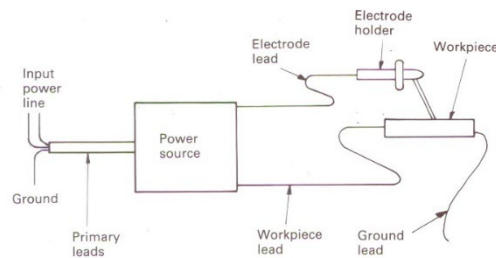 Electrode
holder
Electrode
lead
Workpiece
Input
power
line
Power
source
Ground
Primary
leads
Workpiece
lead
Ground
lead